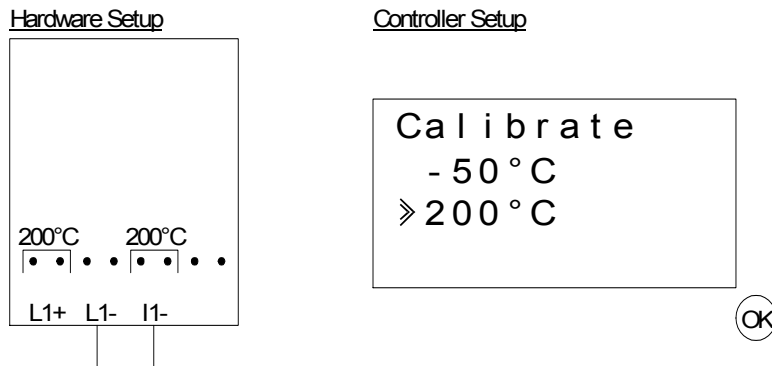 Hardware Setup
Controller Setup
Calibrate
-50°C
»200°C
200°C 200°C
L1+ L1- I1-
OK